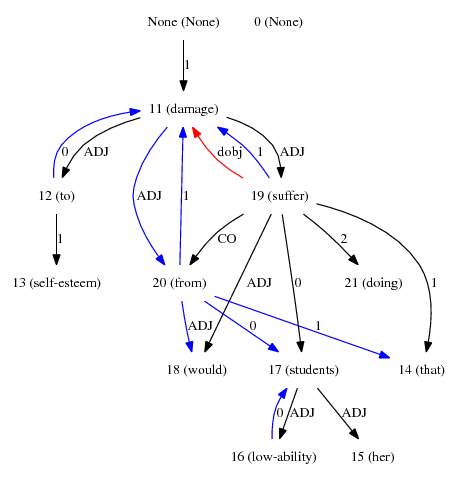 None (None) 0 (None)
1
11 (damage)
0 ADJ dobj 1 ADJ
12 (to) 19 (suffer)
ADJ 1
1 CO 2
13 (self-esteem) 20 (from) ADJ 0 21 (doing) 1
ADJ 0 1
18 (would) 17 (students) 14 (that)
0 ADJ ADJ
16 (low-ability) 15 (her)